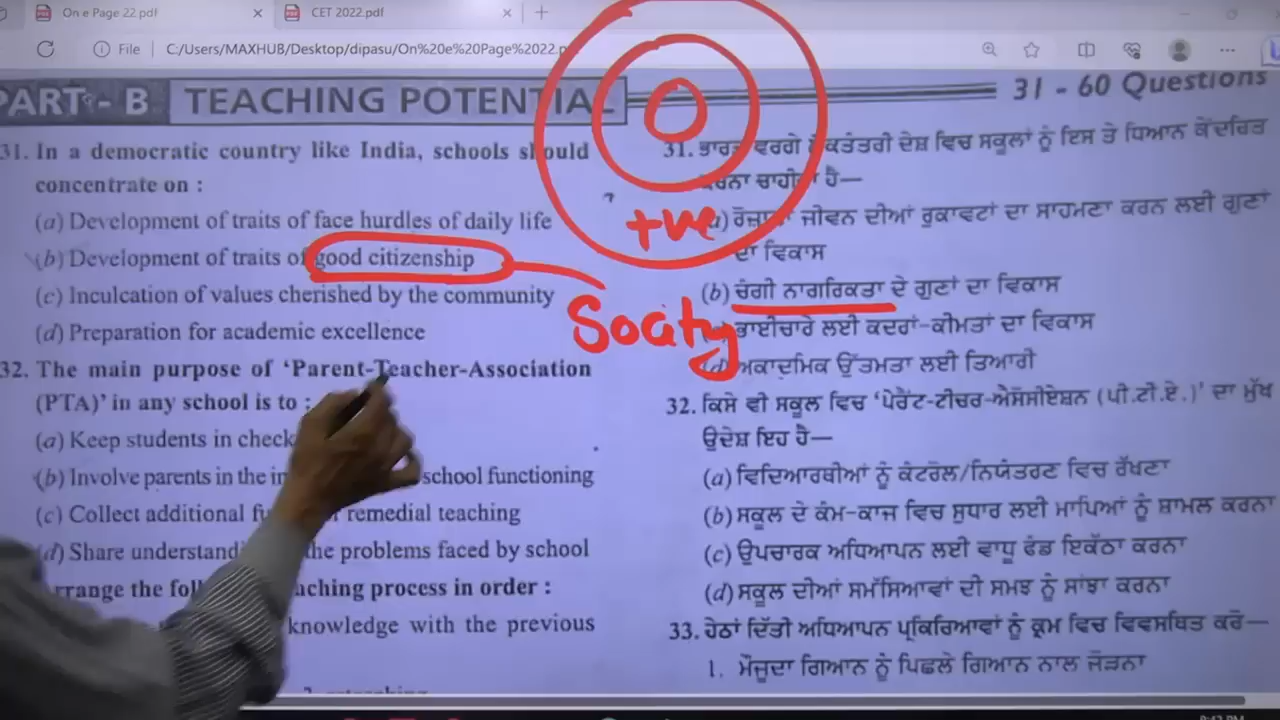 On e Page 22.pdf
CET 2022.pdf
File
C:/Users/MAXHUB/Desktop/dipasu/On%20e%20Page%2022.p
PART - B TEACHING POTENTIAL
31 - 60 Questions
31. In a democratic country like India, schools should
concentrate on :
(a) Development of traits of face hurdles of daily life
(b) Development of traits of good citizenship
(c) Inculcation of values cherished by the community
(d) Preparation for academic excellence
32. The main purpose of ‘Parent-Teacher-Association
(PTA)’ in any school is to :
(a) Keep students in check
(b) Involve parents in the school functioning
(c) Collect additional remedial teaching
(d) Share the problems faced by school
rrange the aching process in order :
knowledge with the previous
+ve
Socity
31. ਭਾਰਤ ਵਰਗੇ ਲੋਕਤੰਤਰੀ ਦੇਸ਼ ਵਿਚ ਸਕੂਲਾਂ ਨੂੰ ਇਸ ਤੇ ਧਿਆਨ ਕੇਂਦਰਿਤ
ਕਰਨਾ ਚਾਹੀਦਾ ਹੈ—
(a) ਰੋਜ਼ਾਨਾ ਜੀਵਨ ਦੀਆਂ ਰੁਕਾਵਟਾਂ ਦਾ ਸਾਹਮਣਾ ਕਰਨ ਲਈ ਗੁਣਾਂ
ਦਾ ਵਿਕਾਸ
(b) ਚੰਗੀ ਨਾਗਰਿਕਤਾ ਦੇ ਗੁਣਾਂ ਦਾ ਵਿਕਾਸ
ਭਾਈਚਾਰੇ ਲਈ ਕਦਰਾਂ-ਕੀਮਤਾਂ ਦਾ ਵਿਕਾਸ
(d) ਅਕਾਦਮਿਕ ਉੱਤਮਤਾ ਲਈ ਤਿਆਰੀ
32. ਕਿਸੇ ਵੀ ਸਕੂਲ ਵਿਚ ‘ਪੇਰੈਂਟ-ਟੀਚਰ-ਐਸੋਸੀਏਸ਼ਨ (ਪੀ.ਟੀ.ਏ.)’ ਦਾ ਮੁੱਖ
ਉਦੇਸ਼ ਇਹ ਹੈ—
(a) ਵਿਦਿਆਰਥੀਆਂ ਨੂੰ ਕੰਟਰੋਲ/ਨਿਯੰਤਰਣ ਵਿਚ ਰੱਖਣਾ
(b) ਸਕੂਲ ਦੇ ਕੰਮ-ਕਾਜ ਵਿਚ ਸੁਧਾਰ ਲਈ ਮਾਪਿਆਂ ਨੂੰ ਸ਼ਾਮਲ ਕਰਨਾ
(c) ਉਪਚਾਰਕ ਅਧਿਆਪਨ ਲਈ ਵਾਧੂ ਫੰਡ ਇਕੱਠਾ ਕਰਨਾ
(d) ਸਕੂਲ ਦੀਆਂ ਸਮੱਸਿਆਵਾਂ ਦੀ ਸਮਝ ਨੂੰ ਸਾਂਝਾ ਕਰਨਾ
33. ਹੇਠਾਂ ਦਿੱਤੀ ਅਧਿਆਪਨ ਪ੍ਰਕਿਰਿਆਵਾਂ ਨੂੰ ਕ੍ਰਮ ਵਿਚ ਵਿਵਸਥਿਤ ਕਰੋ—
1. ਮੌਜੂਦਾ ਗਿਆਨ ਨੂੰ ਪਿਛਲੇ ਗਿਆਨ ਨਾਲ ਜੋੜਨਾ